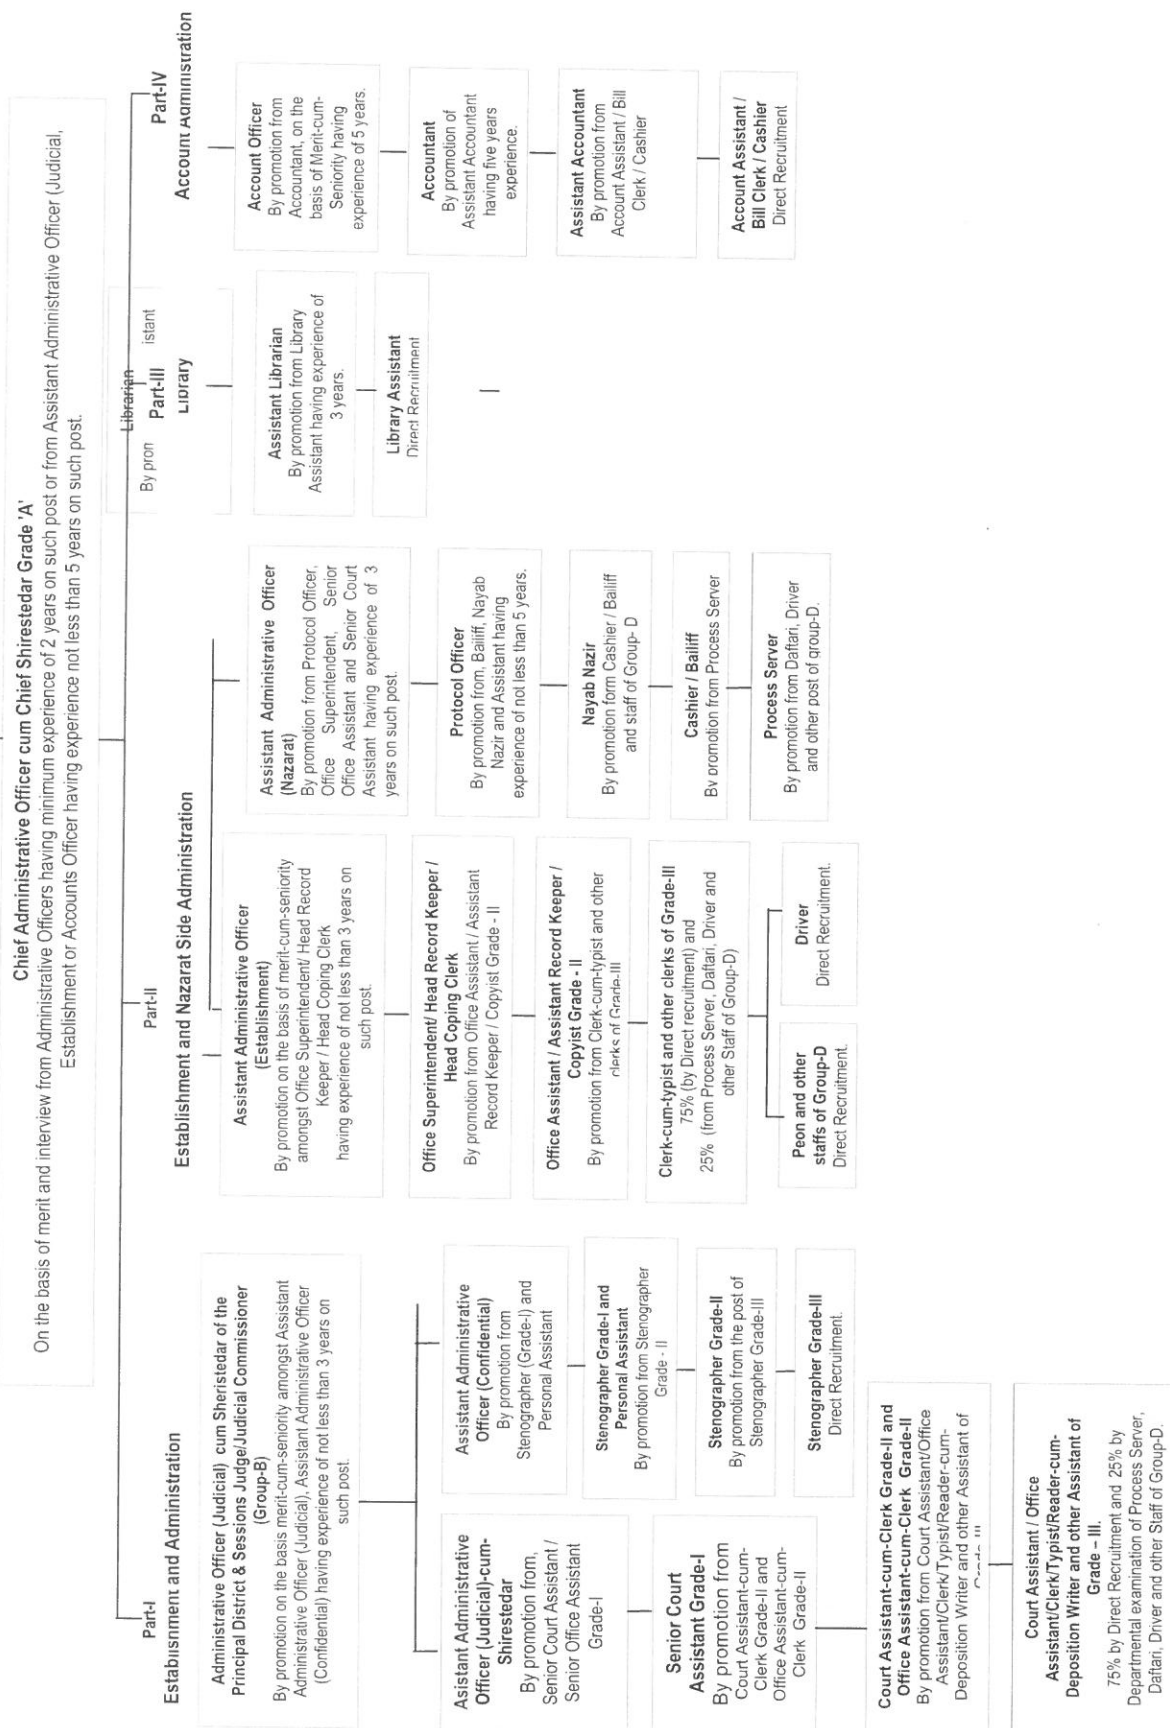 Chief Administrative Officer cum Chief Shirestedar Grade 'A'
On the basis of merit and interview from Administrative Officers having minimum experience of 2 years on such post or from Assistant Administrative Officer (Judicial,
Establishment or Accounts Officer having experience not less than 5 years on such post.
Part-I
Establishment and Administration
Administrative Officer (Judicial) cum Sheristedar of the
Principal District & Sessions Judge/Judicial Commissioner
(Group-B)
By promotion on the basis merit-cum-seniority amongst Assistant
Administrative Officer (Judicial), Assistant Administrative Officer
(Confidential) having experience of not less than 3 years on
such post.
Asistant Administrative
Officer (Judicial)-cum-
Shirestedar
By promotion from,
Senior Court Assistant /
Senior Office Assistant
Grade-I
Senior Court
Assistant Grade-I
By promotion from
Court Assistant-cum-
Clerk Grade-II and
Office Assistant-cum-
Clerk Grade-II
Court Assistant-cum-Clerk Grade-II and
Office Assistant-cum-Clerk Grade-II
By promotion from Court Assistant/Office
Assistant/Clerk/Typist/Reader-cum-
Deposition Writer and other Assistant of
Grade-III
Court Assistant / Office
Assistant/Clerk/Typist/Reader-cum-
Deposition Writer and other Assistant of
Grade – III.
75% by Direct Recruitment and 25% by
Departmental examination of Process Server,
Daftari, Driver and other Staff of Group-D.
Assistant Administrative
Officer (Confidential)
By promotion from
Stenographer (Grade-I) and
Personal Assistant
Stenographer Grade-I and
Personal Assistant
By promotion from Stenographer
Grade - II
Stenographer Grade-II
By promotion from the post of
Stenographer Grade-III
Stenographer Grade-III
Direct Recruitment.
Part-II
Establishment and Nazarat Side Administration
Assistant Administrative Officer
(Establishment)
By promotion on the basis of merit-cum-seniority
amongst Office Superintendent/ Head Record
Keeper / Head Coping Clerk
having experience of not less than 3 years on
such post.
Office Superintendent/ Head Record Keeper /
Head Coping Clerk
By promotion from Office Assistant / Assistant
Record Keeper / Copyist Grade - II
Office Assistant / Assistant Record Keeper /
Copyist Grade - II
By promotion from Clerk-cum-typist and other
clerks of Grade-III
Clerk-cum-typist and other clerks of Grade-III
75% (by Direct recruitment) and
25% (from Process Server, Daftari, Driver and
other Staff of Group-D)
Peon and other
staffs of Group-D
Direct Recruitment.
Driver
Direct Recruitment.
Assistant Administrative Officer
(Nazarat)
By promotion from Protocol Officer,
Office Superintendent, Senior
Office Assistant and Senior Court
Assistant having experience of 3
years on such post.
Protocol Officer
By promotion from, Bailiff, Nayab
Nazir and Assistant having
experience of not less than 5 years.
Nayab Nazir
By promotion form Cashier / Bailiff
and staff of Group- D
Cashier / Bailiff
By promotion from Process Server
Process Server
By promotion from Daftari, Driver
and other post of group-D.
Librarian
By pron istant
Part-III
Library
Assistant Librarian
By promotion from Library
Assistant having experience of
3 years.
Library Assistant
Direct Recruitment
Part-IV
Account Administration
Account Officer
By promotion from
Accountant, on the
basis of Merit-cum-
Seniority having
experience of 5 years.
Accountant
By promotion of
Assistant Accountant
having five years
experience.
Assistant Accountant
By promotion from
Account Assistant / Bill
Clerk / Cashier
Account Assistant /
Bill Clerk / Cashier
Direct Recruitment